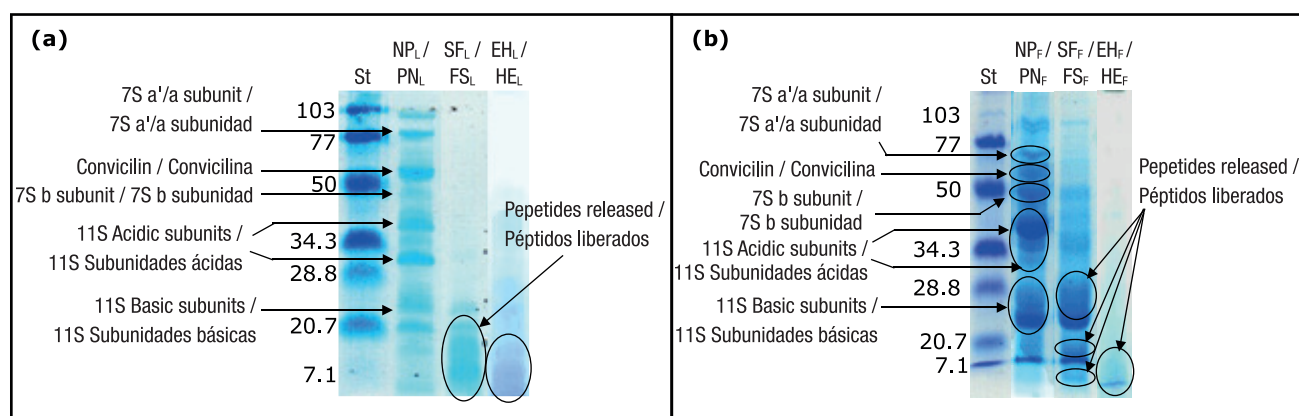 (a)
NPL / SFL / EHL /
St PNL FSL HEL
7S a'/a subunit /
7S a'/a subunidad
Convicilin / Convicilina
7S b subunit / 7S b subunidad
11S Acidic subunits /
11S Subunidades ácidas
11S Basic subunits /
11S Subunidades básicas
103
77
50
34.3
28.8
20.7
7.1
Pepetides released /
Péptidos liberados
(b)
NPF / SFF / EHF /
St PNF FSF HEF
7S a'/a subunit /
7S a'/a subunidad
Convicilin / Convicilina
7S b subunit /
7S b subunidad
11S Acidic subunits /
11S Subunidades ácidas
11S Basic subunits /
11S Subunidades básicas
103
77
50
34.3
28.8
20.7
7.1
Pepetides released /
Péptidos liberados